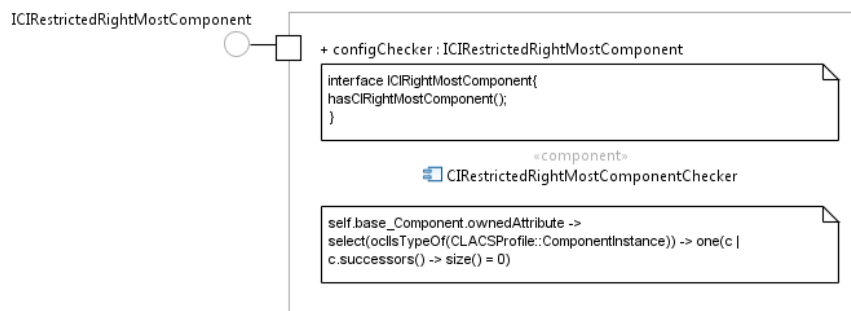 ICIRestrictedRightMostComponent
+ configChecker : ICIRestrictedRightMostComponent
interface ICIRightMostComponent{
hasCIRightMostComponent();
}
«component»
CIRestrictedRightMostComponentChecker
self.base_Component.ownedAttribute ->
select(oclIsTypeOf(CLACSProfile::ComponentInstance)) -> one(c |
c.successors() -> size() = 0)